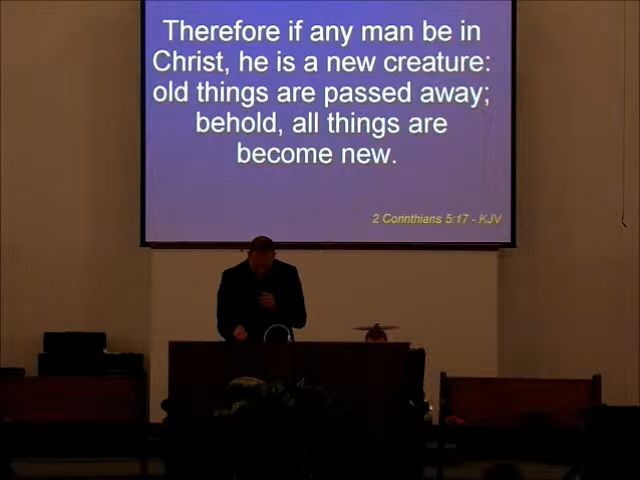 Therefore if any man be in
Christ, he is a new creature:
old things are passed away;
behold, all things are
become new.
2 Corinthians 5:17 - KJV